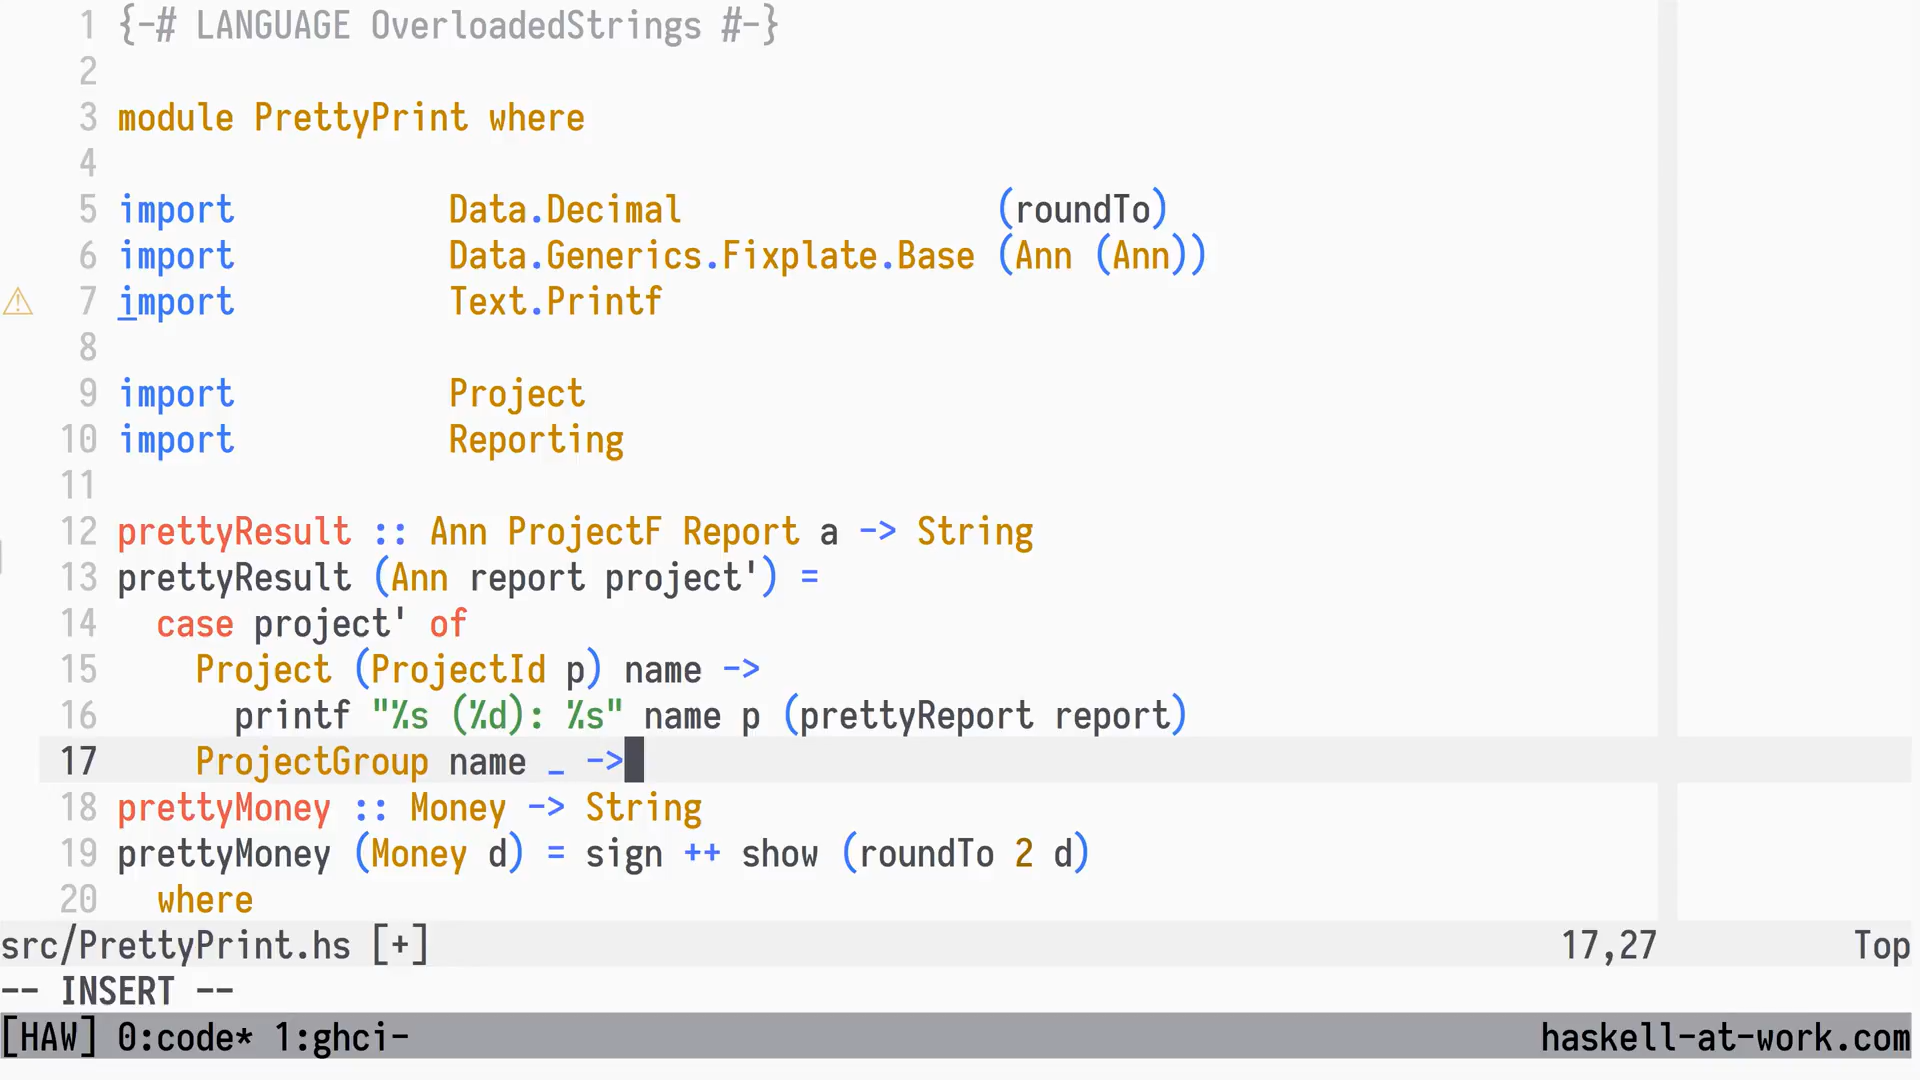 1 {-# LANGUAGE OverloadedStrings #-}
2
3 module PrettyPrint where
4
5 import Data.Decimal (roundTo)
6 import Data.Generics.Fixplate.Base (Ann (Ann))
⚠ 7 import Text.Printf
8
9 import Project
10 import Reporting
11
12 prettyResult :: Ann ProjectF Report a -> String
13 prettyResult (Ann report project') =
14   case project' of
15     Project (ProjectId p) name ->
16       printf "%s (%d): %s" name p (prettyReport report)
17     ProjectGroup name _ ->
18 prettyMoney :: Money -> String
19 prettyMoney (Money d) = sign ++ show (roundTo 2 d)
20   where
src/PrettyPrint.hs [+] 17,27 Top
-- INSERT --
[HAW] 0:code* 1:ghci- haskell-at-work.com